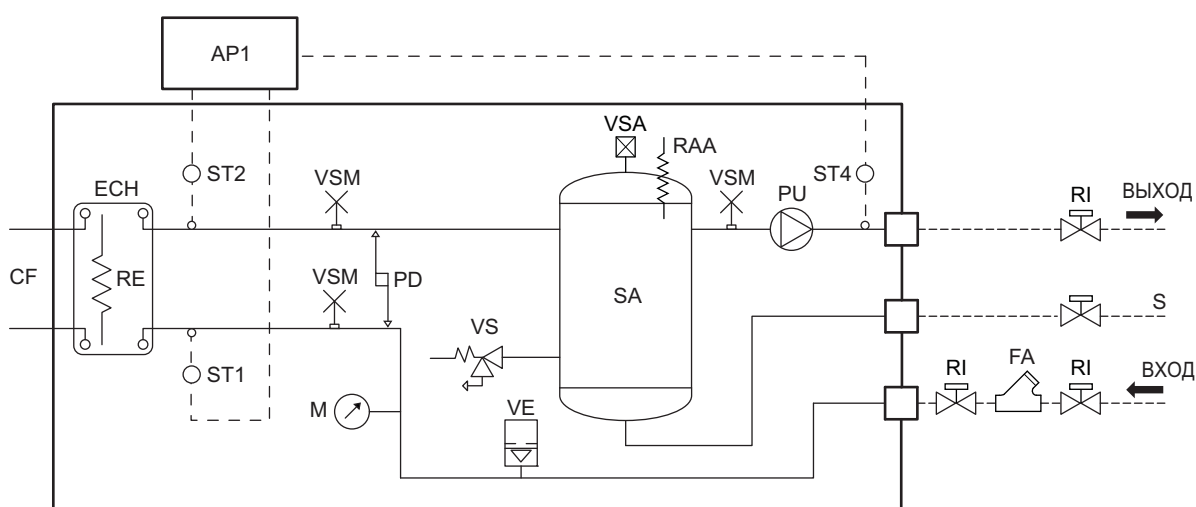 AP1
VSA
RAA
ST2
VSM
VSM
ST4
ECH
PU
RI
ВЫХОД
CF
RE
VSM
PD
SA
S
VS
FA
RI
RI
ВХОД
ST1
M
VE